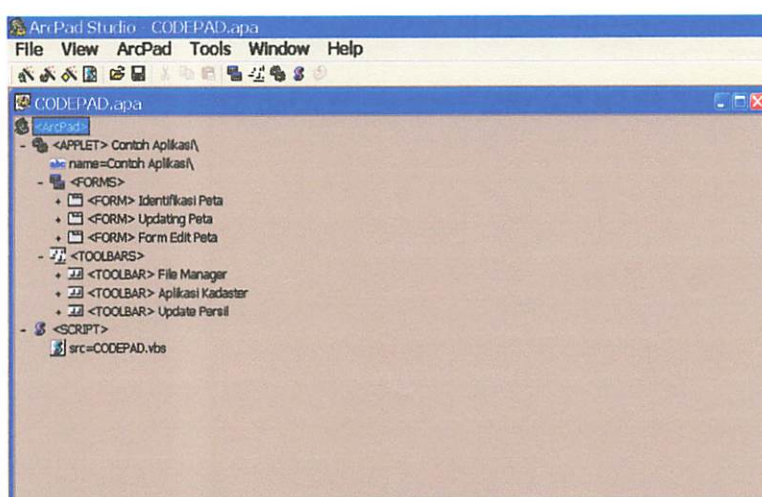 ArcPad Studio - CODEPAD.apa
File View ArcPad Tools Window Help
CODEPAD.apa
<ArcPad>
- <APPLET> Contoh Aplikasi\
abc name=Contoh Aplikasi\
- <FORMS>
+ <FORM> Identifikasi Peta
+ <FORM> Updating Peta
+ <FORM> Form Edit Peta
- <TOOLBARS>
+ <TOOLBAR> File Manager
+ <TOOLBAR> Aplikasi Kadaster
+ <TOOLBAR> Update Persil
- <SCRIPT>
src=CODEPAD.vbs